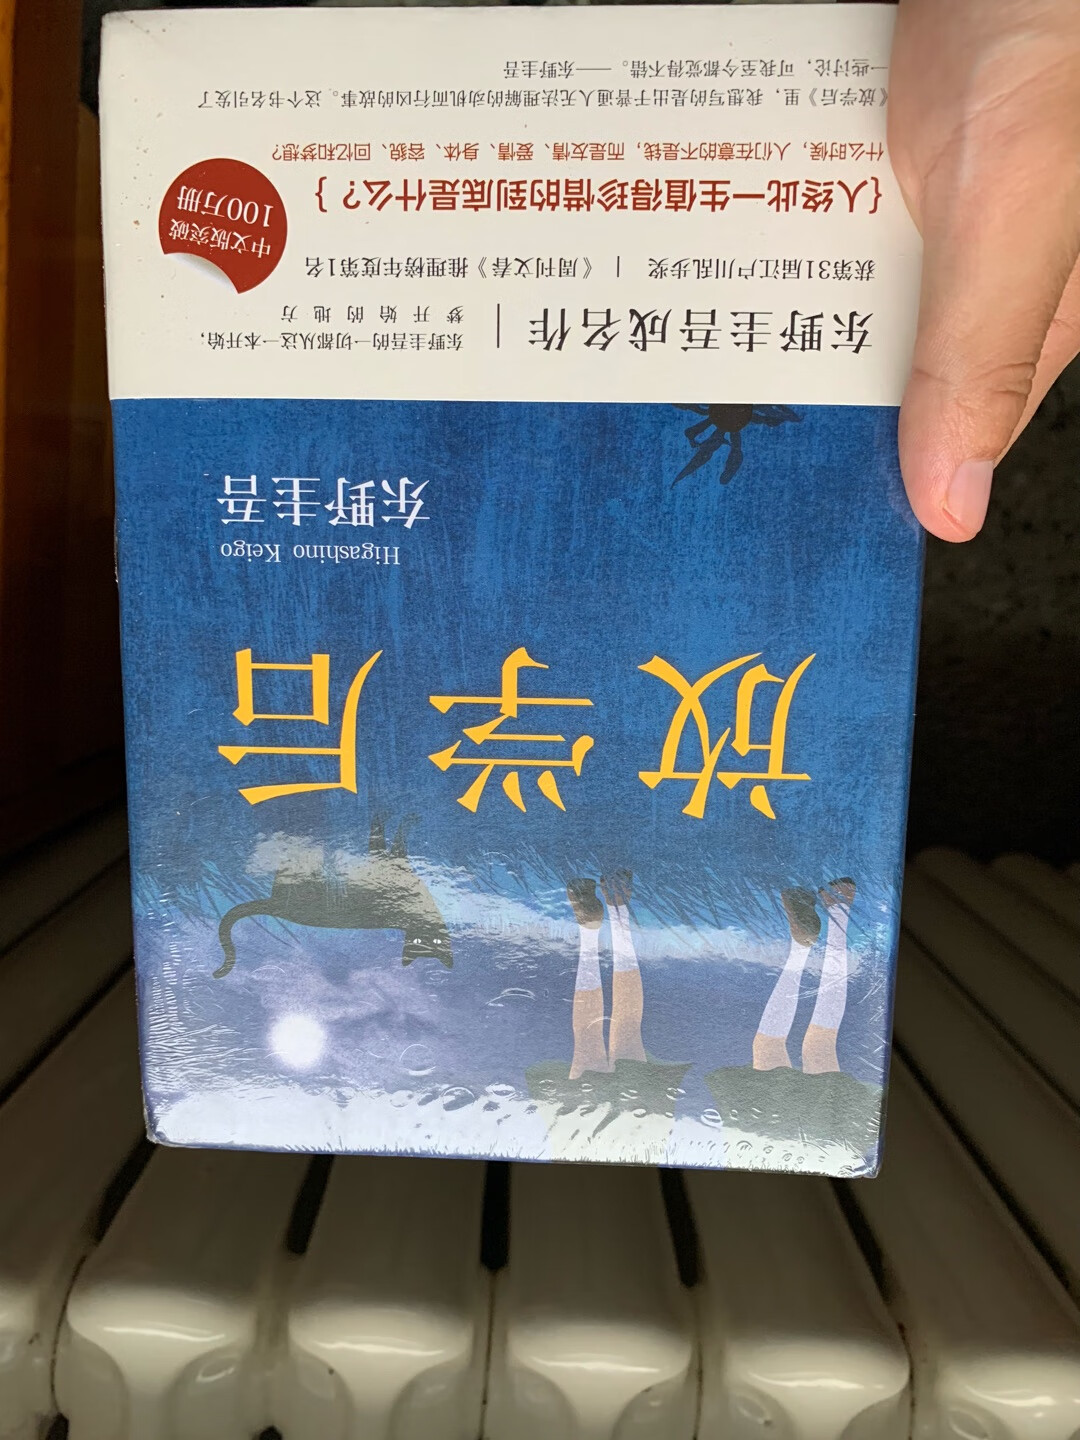 放学后
Higashino Keigo
东野圭吾
东野圭吾成名作
东野圭吾的一切都从这一本开始，
梦开始的地方
获第31届江户川乱步奖 | 《周刊文春》推理榜年度第1名
中文版突破
100万册
{人终此一生值得珍惜的到底是什么？}
什么时候，人们在意的不是钱，而是友情、爱情、身体、容貌、回忆和梦想？
《放学后》里，我想写的是出于普通人无法理解的动机而行凶的故事。这个书名引发了
一些讨论，可我至今都觉得不错。——东野圭吾